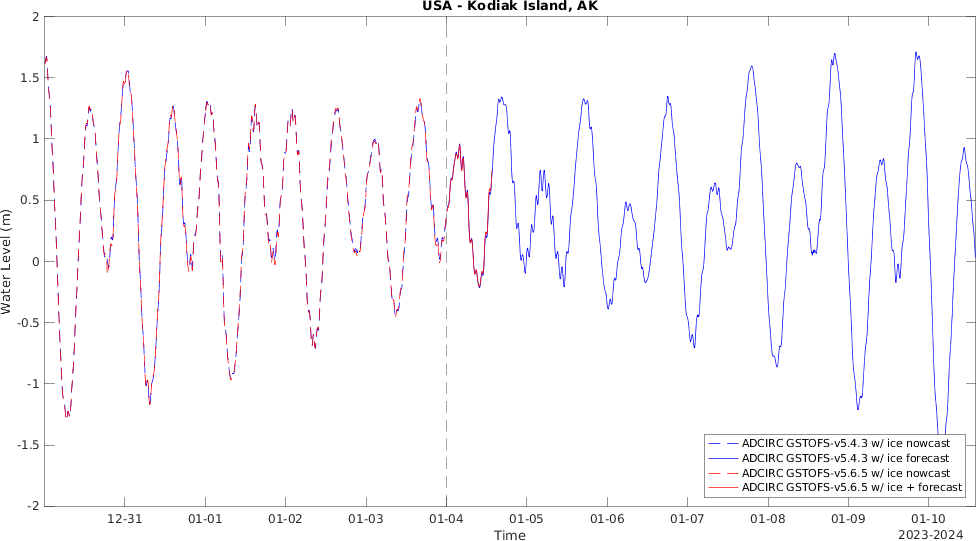 USA - Kodiak Island, AK
2
1.5
1
0.5
0
-0.5
-1
-1.5
-2
Water Level (m)
ADCIRC GSTOFS-v5.4.3 w/ ice nowcast
ADCIRC GSTOFS-v5.4.3 w/ ice forecast
ADCIRC GSTOFS-v5.6.5 w/ ice nowcast
ADCIRC GSTOFS-v5.6.5 w/ ice + forecast
12-31 01-01 01-02 01-03 01-04 01-05 01-06 01-07 01-08 01-09 01-10
Time
2023-2024